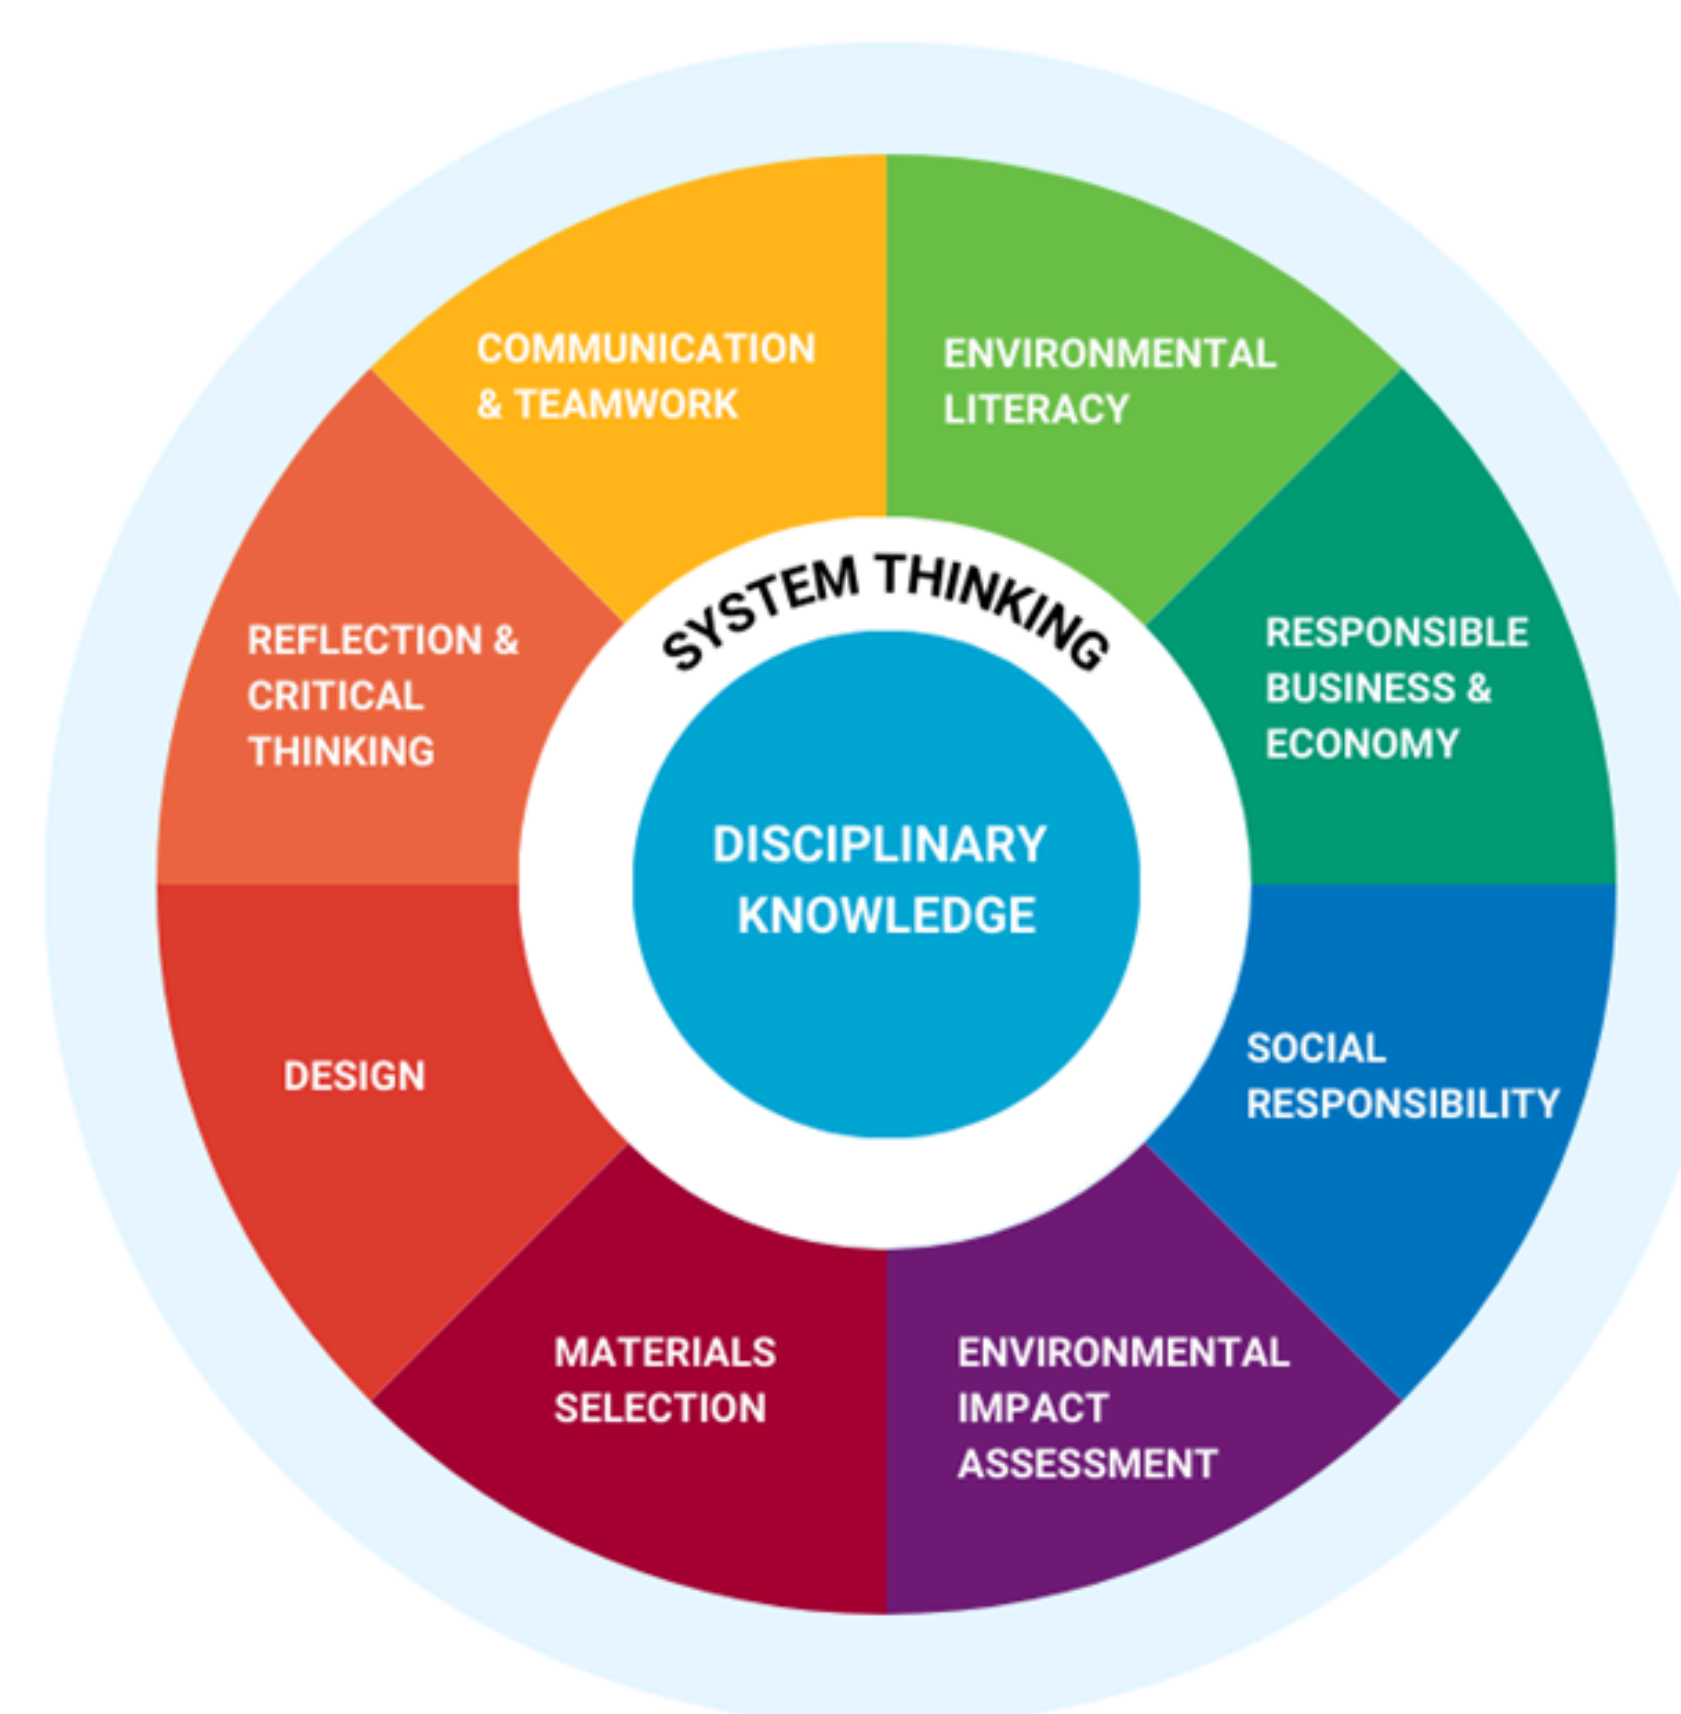 COMMUNICATION
& TEAMWORK
ENVIRONMENTAL
LITERACY
RESPONSIBLE
BUSINESS &
ECONOMY
SOCIAL
RESPONSIBILITY
ENVIRONMENTAL
IMPACT
ASSESSMENT
MATERIALS
SELECTION
DESIGN
REFLECTION &
CRITICAL
THINKING
SYSTEM THINKING
DISCIPLINARY
KNOWLEDGE